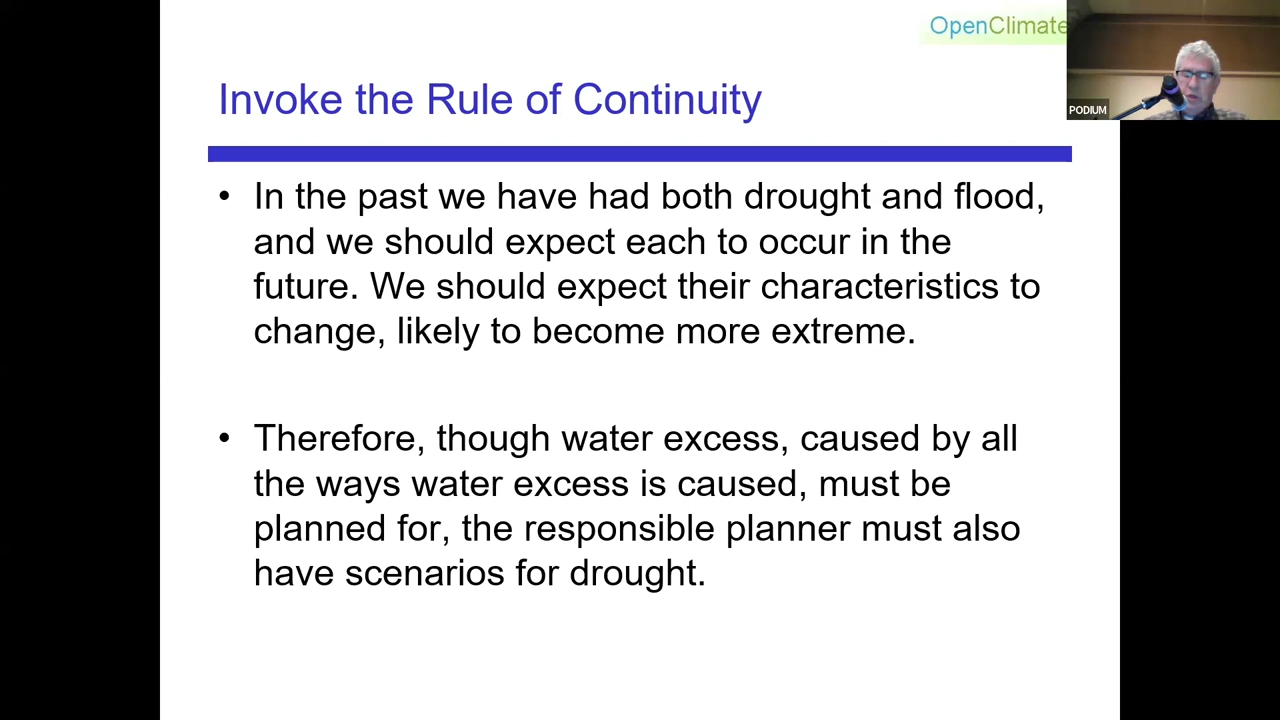 OpenClimate
PODIUM
Invoke the Rule of Continuity
• In the past we have had both drought and flood,
and we should expect each to occur in the
future. We should expect their characteristics to
change, likely to become more extreme.
• Therefore, though water excess, caused by all
the ways water excess is caused, must be
planned for, the responsible planner must also
have scenarios for drought.